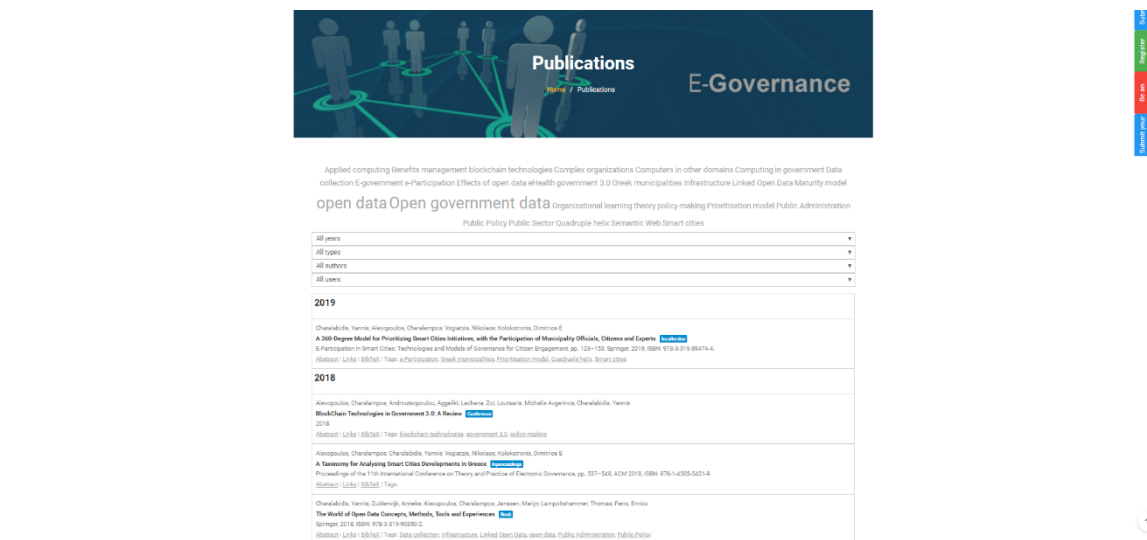 Publications
Home / Publications
E-Governance
Register
Be an
Submit your
Applied computing Benefits management blockchain technologies Complex organizations Computers in other domains Computing in government Data
collection E-government e-Participation Effects of open data eHealth government 3.0 Greek municipalities Infrastructure Linked Open Data Maturity model
open data Open government data Organizational learning theory policy-making Prioritisation model Public Administration
Public Policy Public Sector Quadruple helix Semantic Web Smart cities
All years
All types
All authors
All users
2019
Charalabidis, Yannis; Alexopoulos, Charalampos; Vogiatzis, Nikolaos; Kolokotronis, Dimitrios E
A 360-Degree Model for Prioritizing Smart Cities Initiatives, with the Participation of Municipality Officials, Citizens and Experts Incollection
E-Participation in Smart Cities: Technologies and Models of Governance for Citizen Engagement, pp. 123–153, Springer, 2019, ISBN: 978-3-319-89474-4.
Abstract | Links | BibTeX | Tags: e-Participation, Greek municipalities, Prioritisation model, Quadruple helix, Smart cities
2018
Alexopoulos, Charalampos; Androutsopoulou, Aggeliki; Lachana, Zoi; Loutsaris, Michalis Avgerinos; Charalabidis, Yannis
BlockChain Technologies in Government 3.0: A Review Conference
2018.
Abstract | Links | BibTeX | Tags: blockchain technologies, government 3.0, policy-making
Alexopoulos, Charalampos; Charalabidis, Yannis; Vogiatzis, Nikolaos; Kolokotronis, Dimitrios E
A Taxonomy for Analysing Smart Cities Developments in Greece Inproceedings
Proceedings of the 11th International Conference on Theory and Practice of Electronic Governance, pp. 537–549, ACM 2018, ISBN: 978-1-4503-5421-9.
Abstract | Links | BibTeX | Tags:
Charalabidis, Yannis; Zuiderwijk, Anneke; Alexopoulos, Charalampos; Janssen, Marijn; Lampoltshammer, Thomas; Ferro, Enrico
The World of Open Data Concepts, Methods, Tools and Experiences Book
Springer, 2018, ISBN: 978-3-319-90850-2.
Abstract | Links | BibTeX | Tags: Data collection, Infrastructure, Linked Open Data, open data, Public Administration, Public Policy